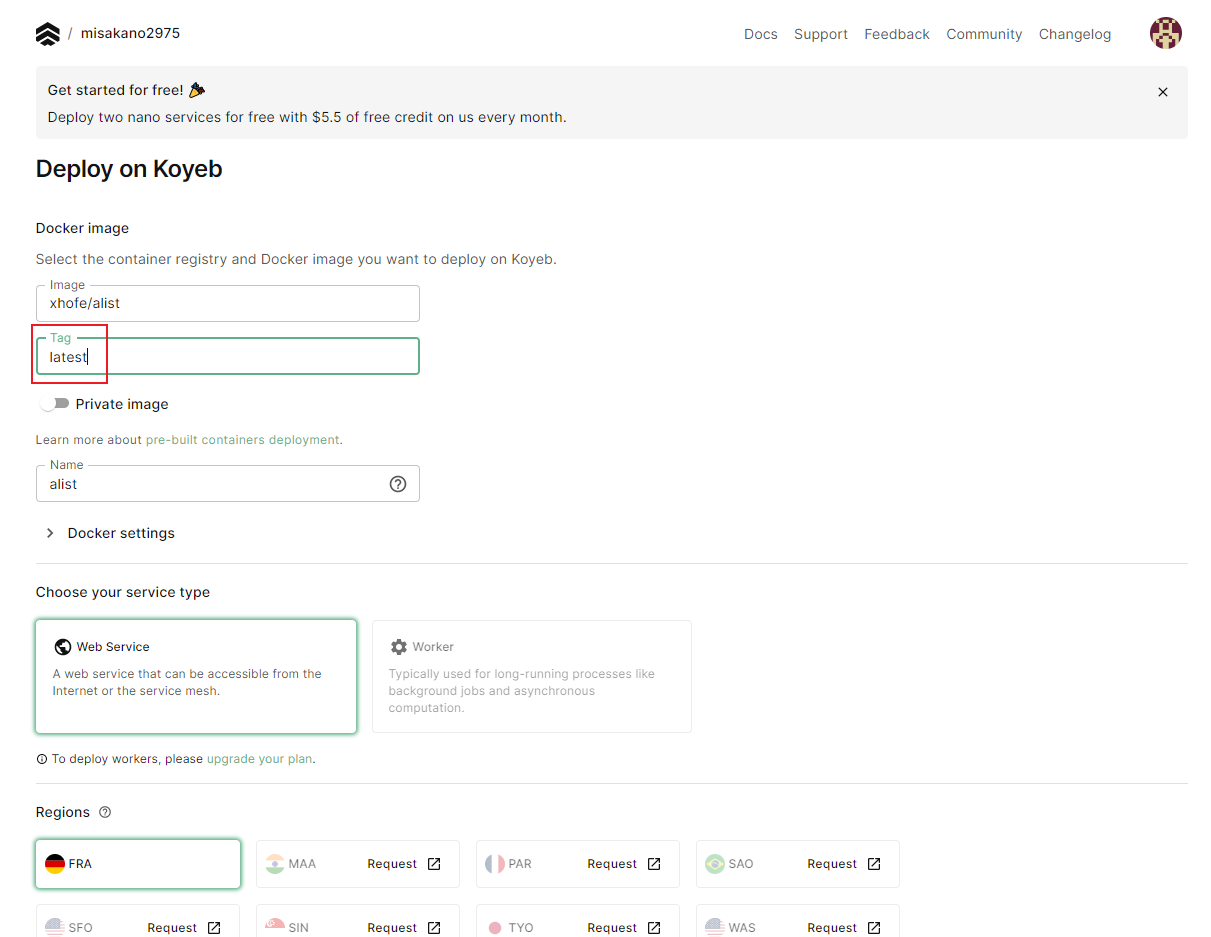 / misakano2975
Docs Support Feedback Community Changelog
Get started for free! 🎉
Deploy two nano services for free with $5.5 of free credit on us every month.
Deploy on Koyeb
Docker image
Select the container registry and Docker image you want to deploy on Koyeb.
Image
xhofe/alist
Tag
latest
Private image
Learn more about pre-built containers deployment.
Name
alist
Docker settings
Choose your service type
Web Service
A web service that can be accessible from the
Internet or the service mesh.
Worker
Typically used for long-running processes like
background jobs and asynchronous
computation.
To deploy workers, please upgrade your plan.
Regions
FRA
MAA Request
PAR Request
SAO Request
SFO Request
SIN Request
TYO Request
WAS Request